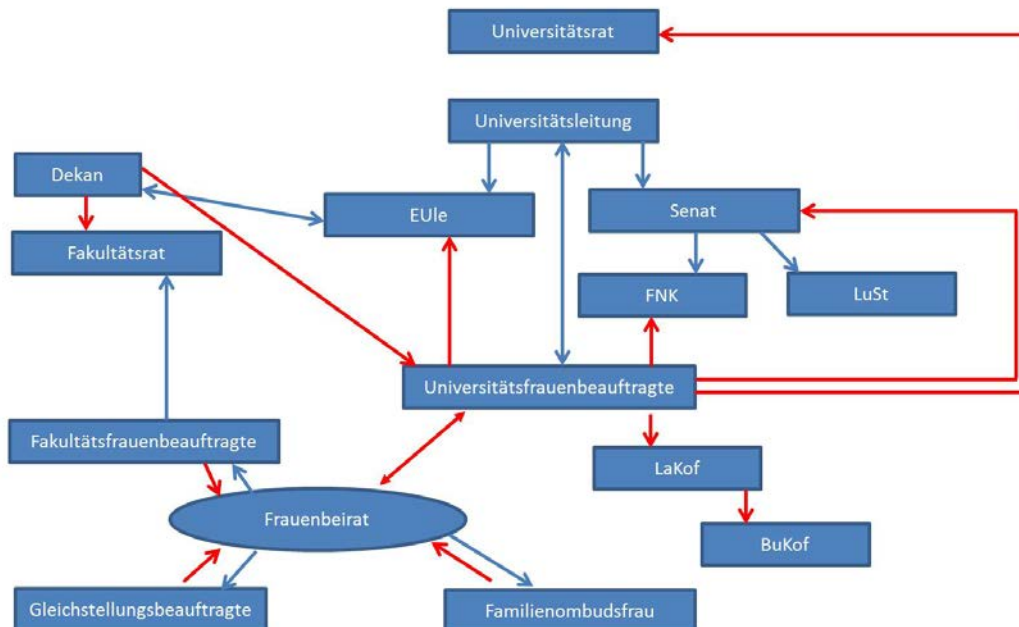 Universitätsrat
Universitätsleitung
Dekan
EUle
Senat
Fakultätsrat
FNK
LuSt
Universitätsfrauenbeauftragte
Fakultätsfrauenbeauftragte
LaKof
Frauenbeirat
BuKof
Gleichstellungsbeauftragte
Familienombudsfrau